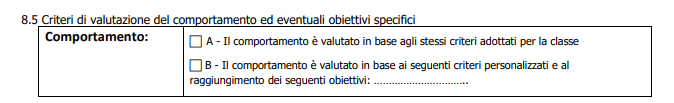 8.5 Criteri di valutazione del comportamento ed eventuali obiettivi specifici
Comportamento:
☐ A - Il comportamento è valutato in base agli stessi criteri adottati per la classe
☐ B - Il comportamento è valutato in base ai seguenti criteri personalizzati e al
raggiungimento dei seguenti obiettivi: …………………………..